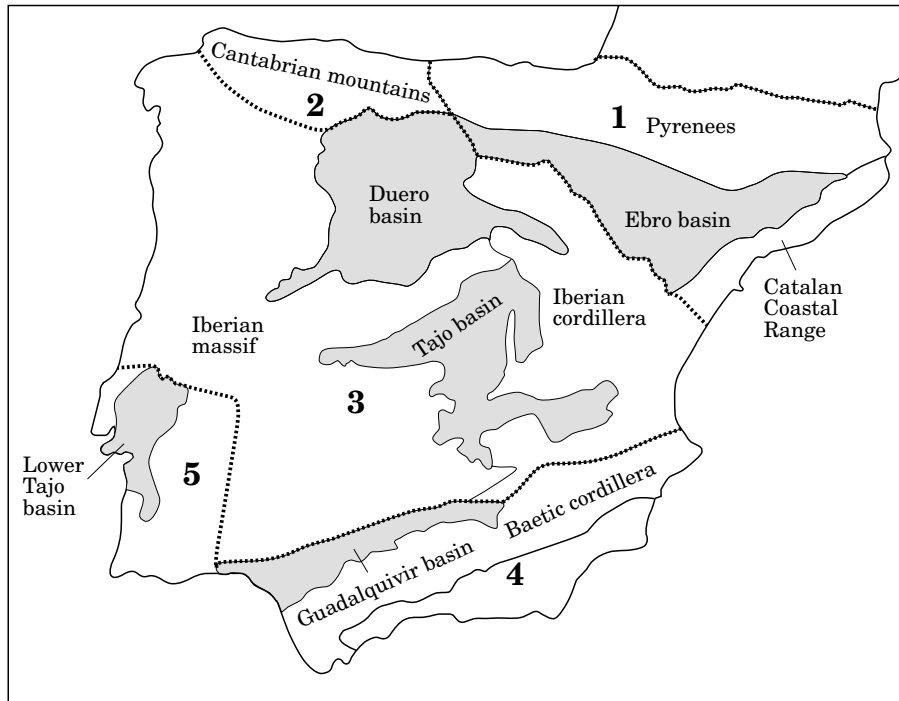 Cantabrian mountains
2
1
Pyrenees
Duero
basin
Ebro basin
Catalan
Coastal
Range
Iberian
cordillera
Tajo basin
Iberian
massif
3
Lower
Tajo
basin
5
Baetic cordillera
Guadalquivir basin
4